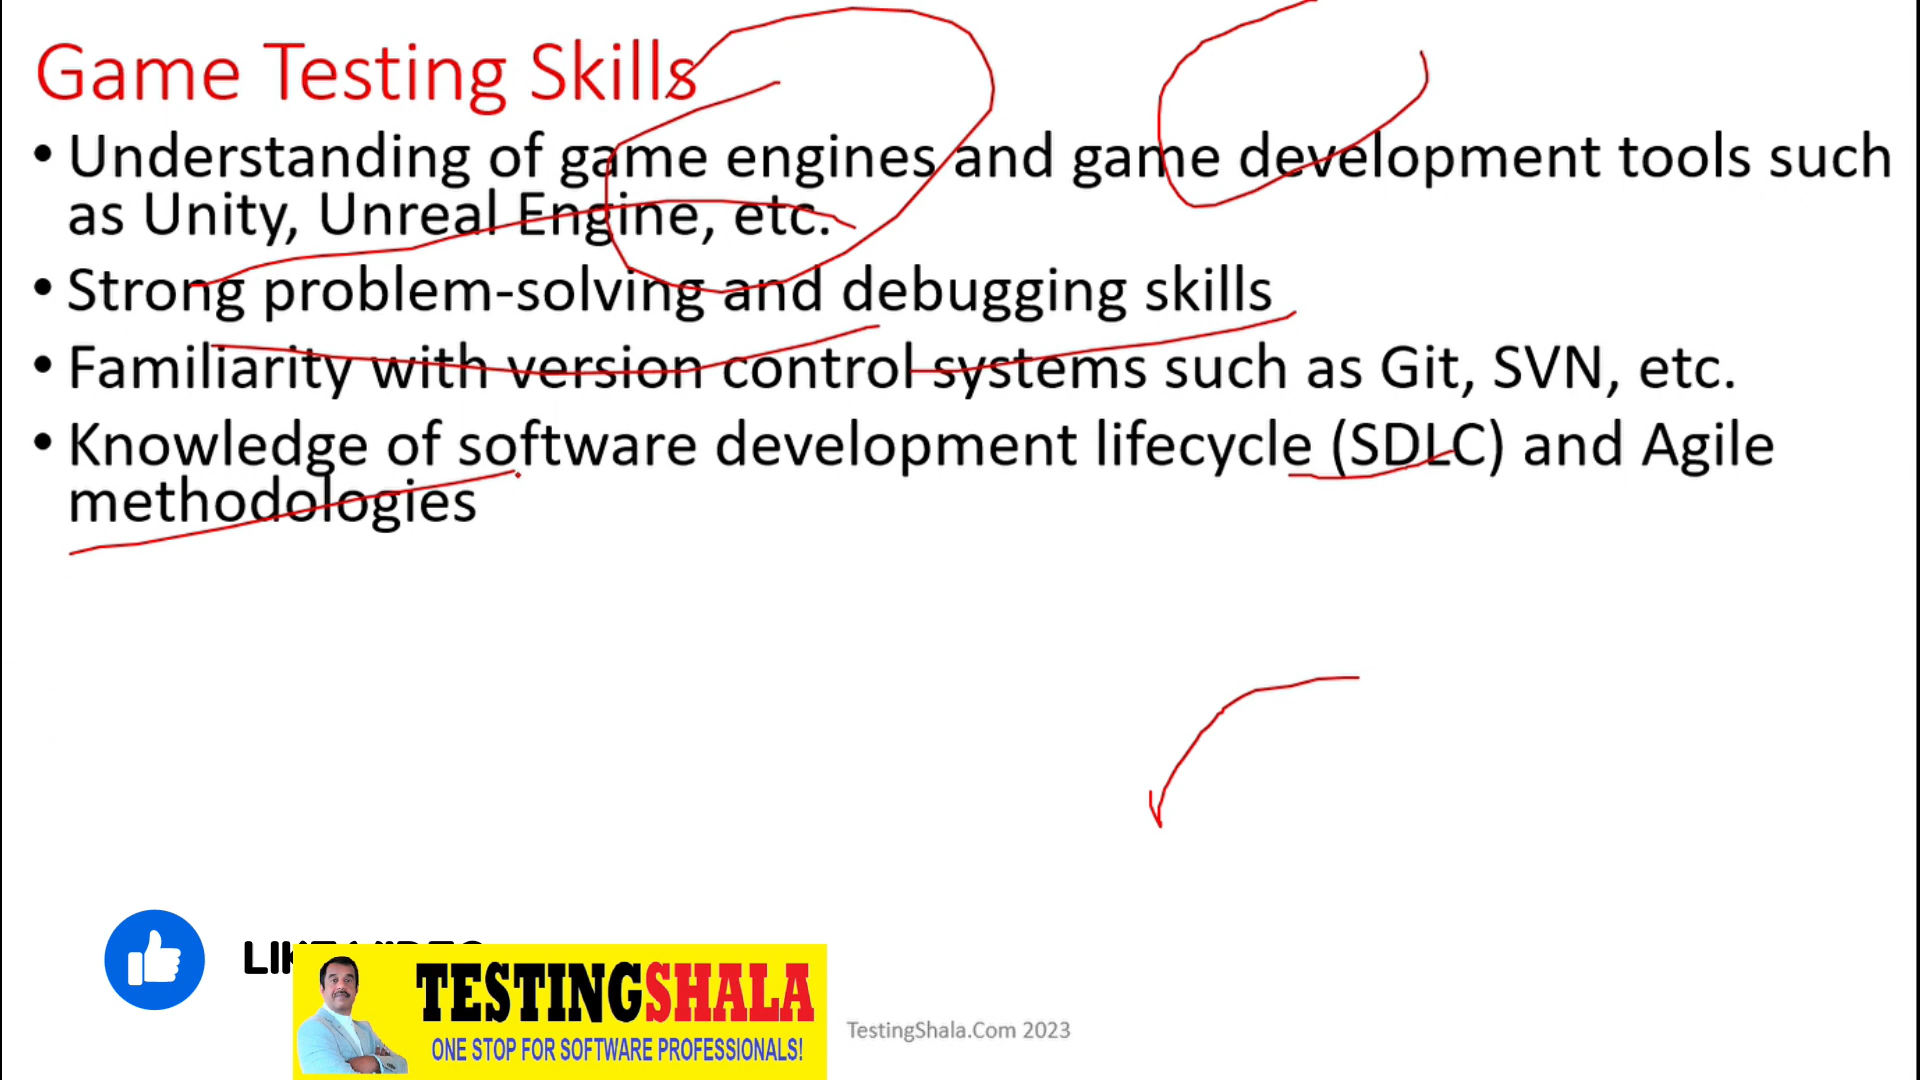 Game Testing Skills
• Understanding of game engines and game development tools such
as Unity, Unreal Engine, etc.
• Strong problem-solving and debugging skills
• Familiarity with version control systems such as Git, SVN, etc.
• Knowledge of software development lifecycle (SDLC) and Agile
methodologies
TESTINGSHALA
ONE STOP FOR SOFTWARE PROFESSIONALS!
TestingShala.Com 2023